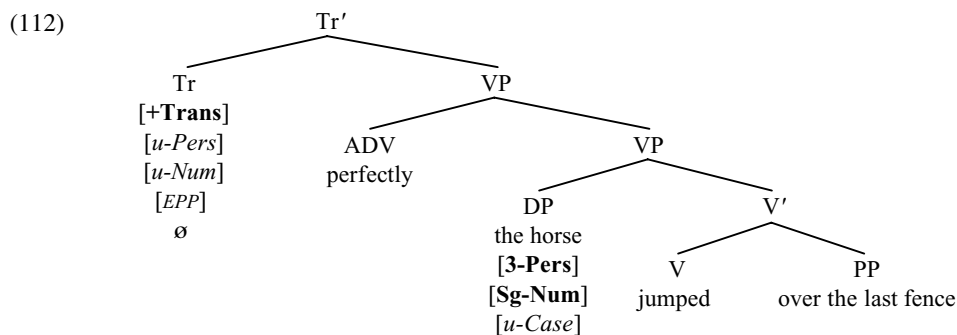 (112) Tr′
Tr VP
[+Trans]
[u-Pers] ADV VP
[u-Num] perfectly
[EPP] DP V′
ø the horse
[3-Pers] V PP
[Sg-Num] jumped over the last fence
[u-Case]